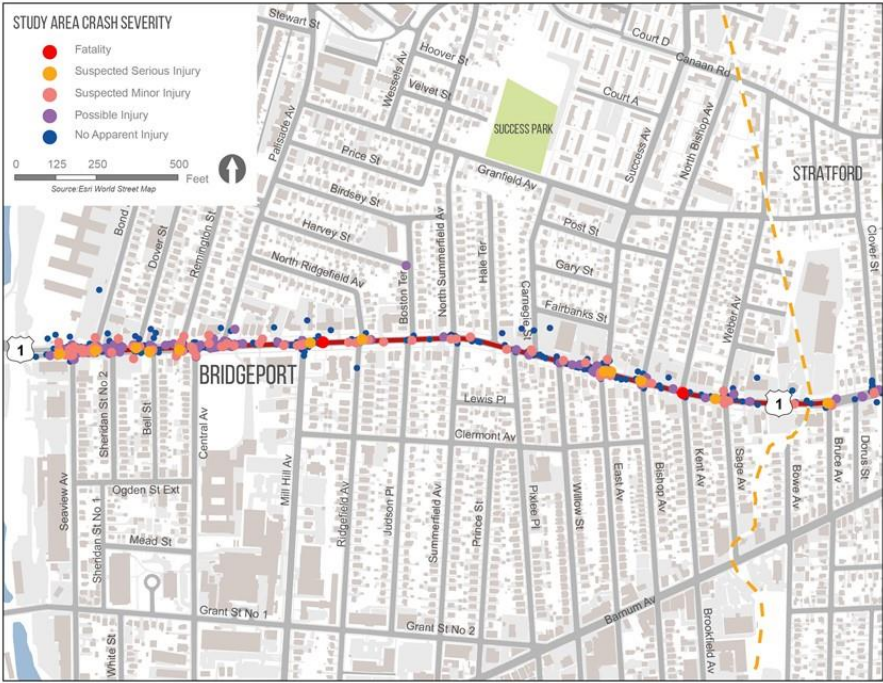 STUDY AREA CRASH SEVERITY
Fatality
Suspected Serious Injury
Suspected Minor Injury
Possible Injury
No Apparent Injury
0 125 250 500 Feet
Source:Esri World Street Map
Stewart St
Hoover St
Wessels Av
Velvet St
Palisade Av
Court D
Canaan Rd
Court A
SUCCESS PARK
Success Av
North Bishop Av
STRATFORD
Price St
Granfield Av
Birdsey St
Harvey St
North Ridgefield Av
Bond
Dover St
Remington St
Boston Ter
North Summerfield Av
Hale Ter
Carnegie St
Post St
Gary St
Fairbanks St
Weber Av
Clover St
1
BRIDGEPORT
1
Lewis Pl
Clermont Av
Seaview Av
Sheridan St No 2
Bell St
Central Av
Mill Hill Av
Ridgefield Av
Judson Pl
Summerfield Av
Prince St
Pixlee Pl
Willow St
East Av
Bishop Av
Kent Av
Sage Av
Bowe Av
Bruce Av
Dorus St
Ogden St Ext
Sheridan St No 1
Mead St
Grant St No 1
Grant St No 2
Barnum Av
Brookfield Av
White St